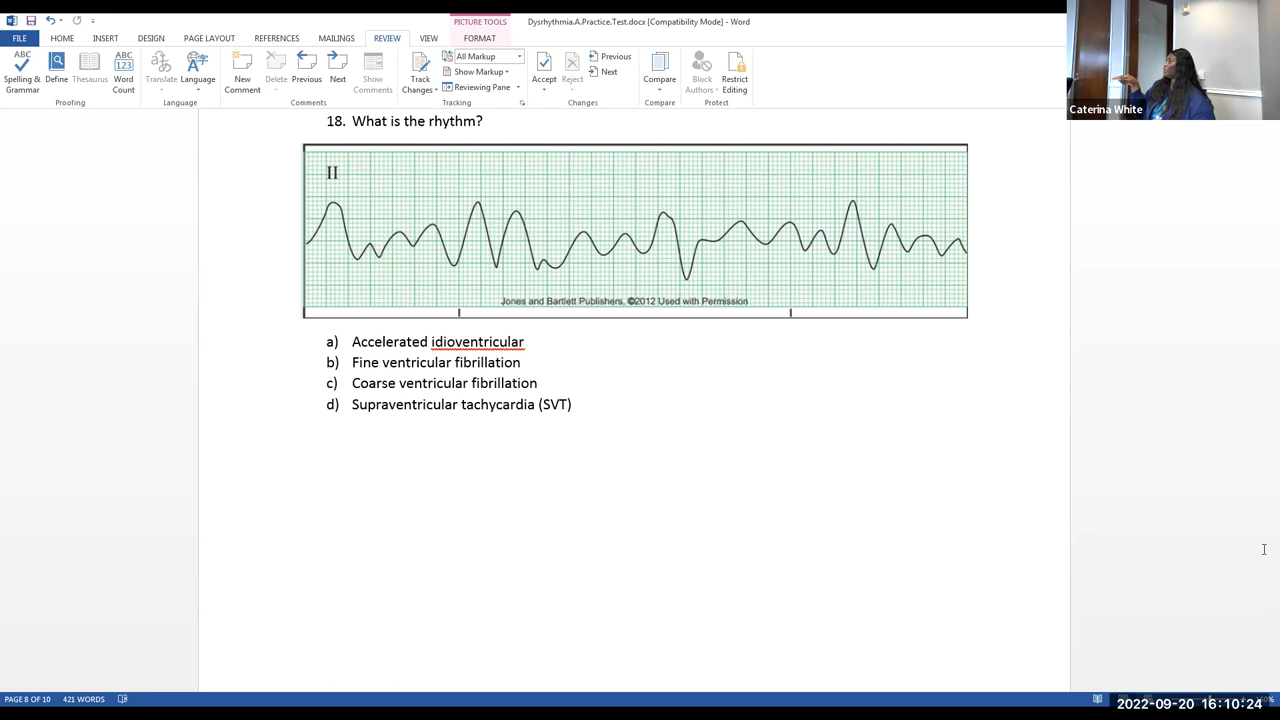 Dysrhythmia.A.Practice.Test.docx [Compatibility Mode] - Word
PICTURE TOOLS
FILE HOME INSERT DESIGN PAGE LAYOUT REFERENCES MAILINGS REVIEW VIEW FORMAT
ABC
Spelling & Grammar
Define
Thesaurus
ABC 123
Word Count
Proofing
Translate
Language
Language
New Comment
Delete
Previous
Next
Show Comments
Comments
Track Changes
All Markup
Show Markup
Reviewing Pane
Tracking
Accept
Reject
Previous
Next
Changes
Compare
Compare
Block Authors
Restrict Editing
Protect
Caterina White
18. What is the rhythm?
II
Jones and Bartlett Publishers, ©2012 Used with Permission
a) Accelerated idioventricular
b) Fine ventricular fibrillation
c) Coarse ventricular fibrillation
d) Supraventricular tachycardia (SVT)
PAGE 8 OF 10 421 WORDS
2022-09-20 16:10:24